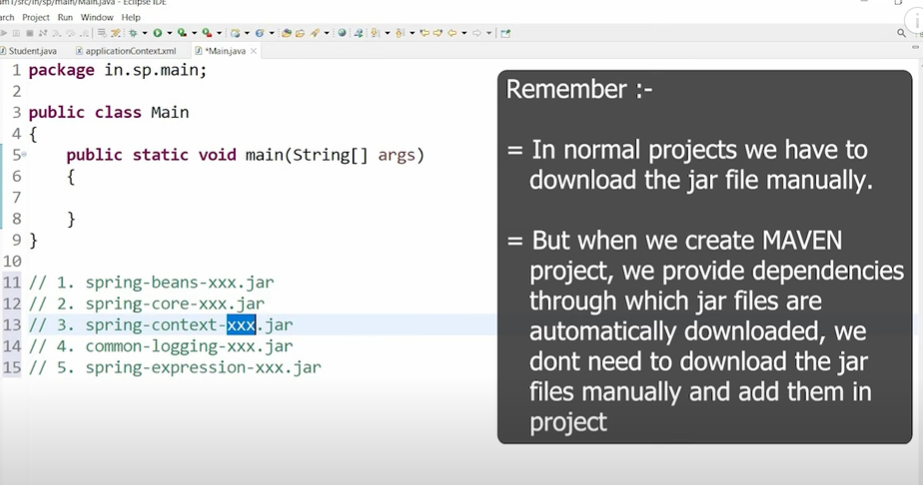 am1/src/in/sp/main/Main.java - Eclipse IDE
arch Project Run Window Help
Student.java applicationContext.xml *Main.java
1 package in.sp.main;
2
3 public class Main
4 {
5 public static void main(String[] args)
6 {
7
8 }
9 }
10
11 // 1. spring-beans-xxx.jar
12 // 2. spring-core-xxx.jar
13 // 3. spring-context-xxx.jar
14 // 4. common-logging-xxx.jar
15 // 5. spring-expression-xxx.jar
Remember :-
= In normal projects we have to
download the jar file manually.
= But when we create MAVEN
project, we provide dependencies
through which jar files are
automatically downloaded, we
dont need to download the jar
files manually and add them in
project